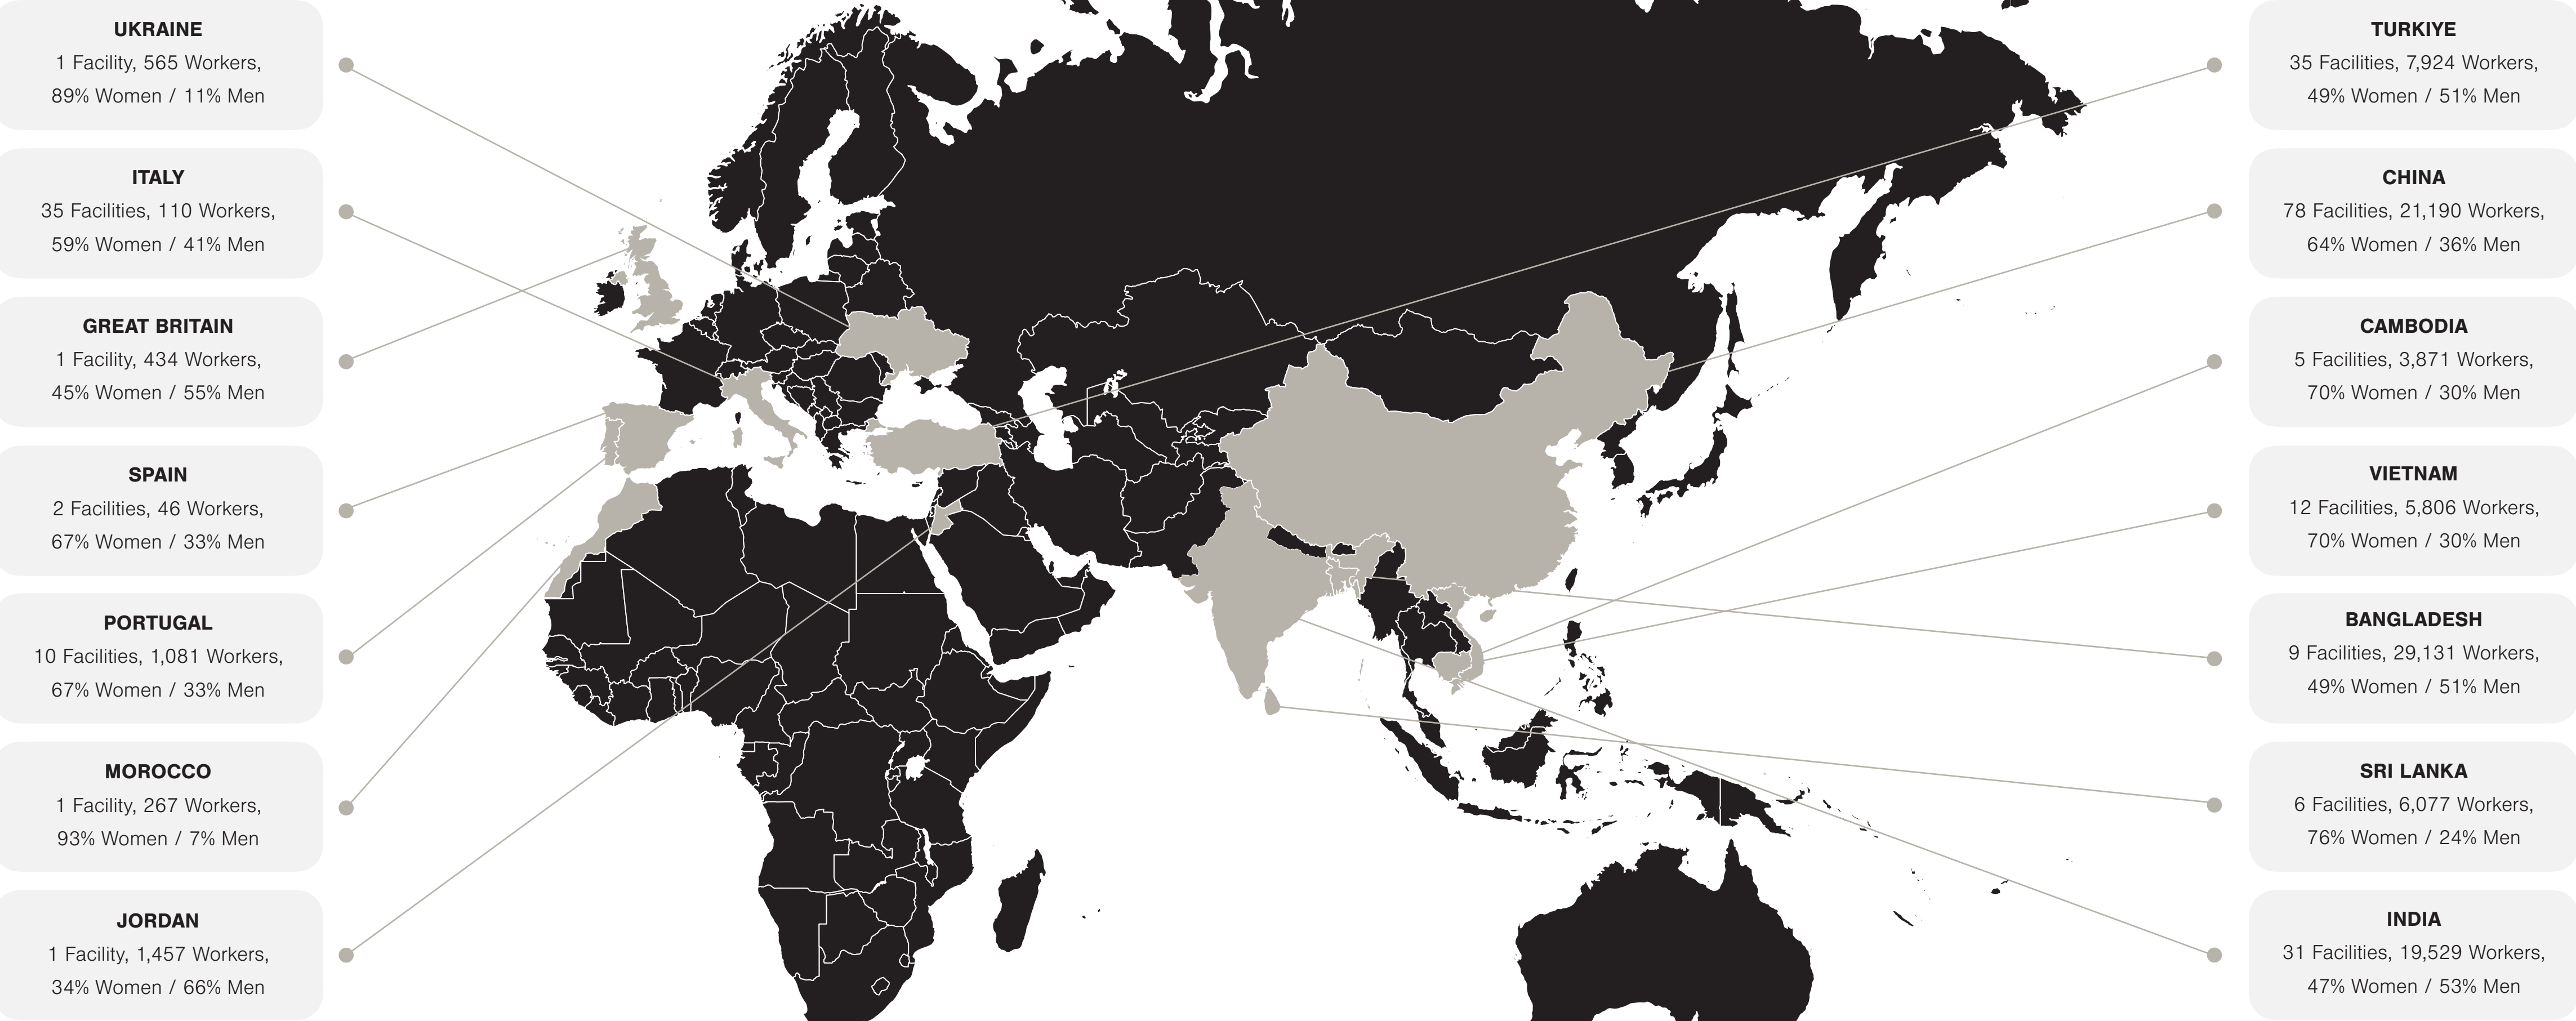 UKRAINE
1 Facility, 565 Workers,
89% Women / 11% Men
ITALY
35 Facilities, 110 Workers,
59% Women / 41% Men
GREAT BRITAIN
1 Facility, 434 Workers,
45% Women / 55% Men
SPAIN
2 Facilities, 46 Workers,
67% Women / 33% Men
PORTUGAL
10 Facilities, 1,081 Workers,
67% Women / 33% Men
MOROCCO
1 Facility, 267 Workers,
93% Women / 7% Men
JORDAN
1 Facility, 1,457 Workers,
34% Women / 66% Men
TURKIYE
35 Facilities, 7,924 Workers,
49% Women / 51% Men
CHINA
78 Facilities, 21,190 Workers,
64% Women / 36% Men
CAMBODIA
5 Facilities, 3,871 Workers,
70% Women / 30% Men
VIETNAM
12 Facilities, 5,806 Workers,
70% Women / 30% Men
BANGLADESH
9 Facilities, 29,131 Workers,
49% Women / 51% Men
SRI LANKA
6 Facilities, 6,077 Workers,
76% Women / 24% Men
INDIA
31 Facilities, 19,529 Workers,
47% Women / 53% Men